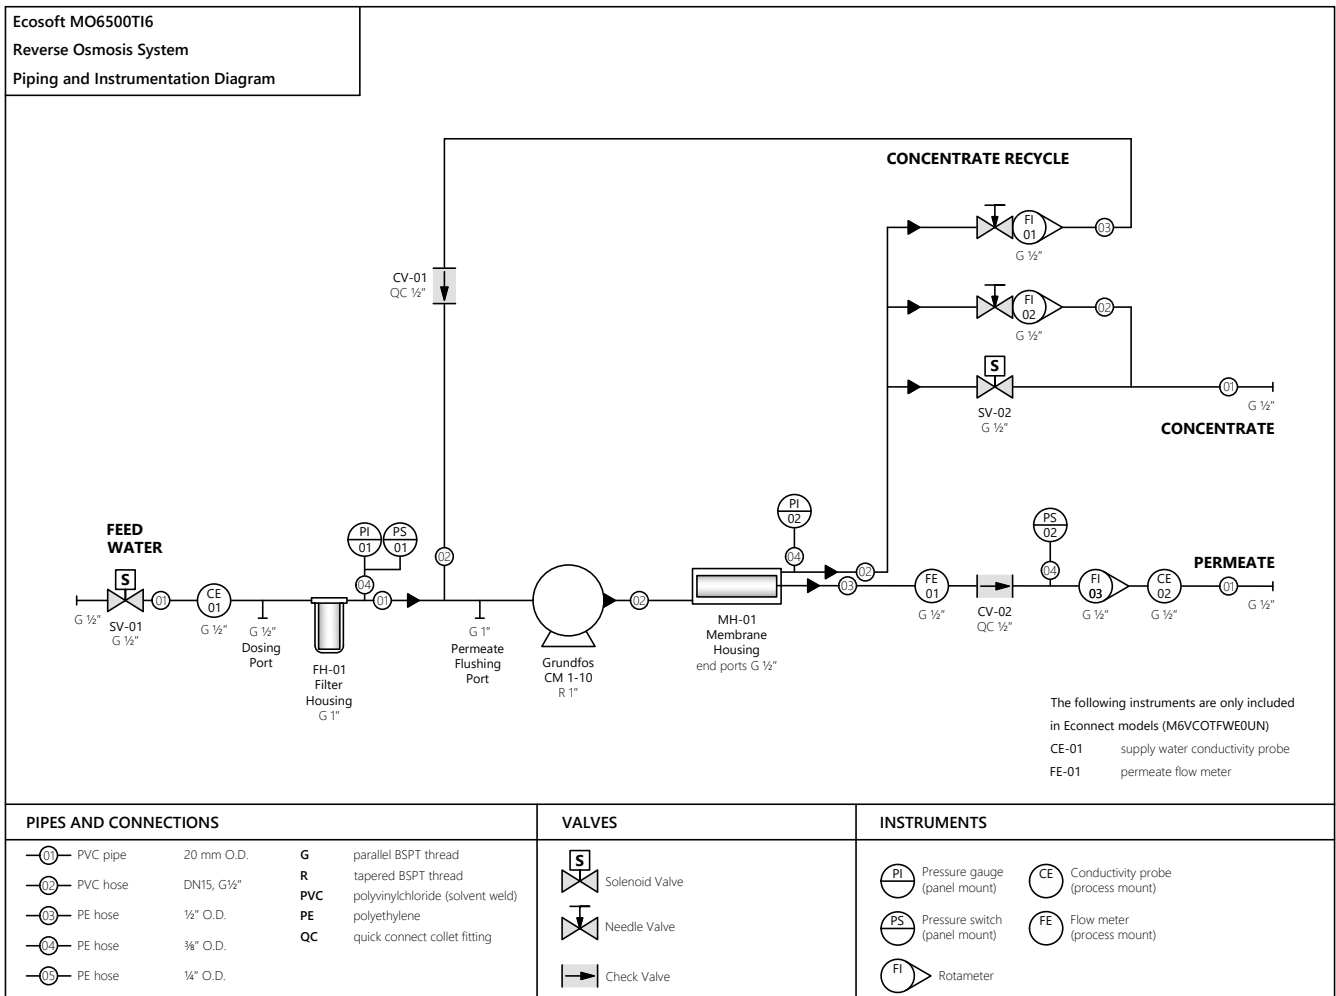 Ecosoft MO6500TI6
Reverse Osmosis System
Piping and Instrumentation Diagram
CONCENTRATE RECYCLE
FI
01
03
G ½"
CV-01
QC ½"
FI
02
02
G ½"
S
SV-02
G ½"
01
G ½"
CONCENTRATE
FEED
WATER
S
G ½"
SV-01
G ½"
01
CE
01
G ½"
G ½"
Dosing
Port
PI
01
PS
01
04
01
FH-01
Filter
Housing
G 1"
02
G 1"
Permeate
Flushing
Port
Grundfos
CM 1-10
R 1"
02
MH-01
Membrane
Housing
end ports G ½"
PI
02
04
02
03
FE
01
G ½"
CV-02
QC ½"
PS
02
04
FI
03
G ½"
CE
02
G ½"
PERMEATE
01
G ½"
The following instruments are only included
in Econnect models (M6VCOTFWE0UN)
CE-01 supply water conductivity probe
FE-01 permeate flow meter
PIPES AND CONNECTIONS
01 PVC pipe 20 mm O.D.
02 PVC hose DN15, G½"
03 PE hose ½" O.D.
04 PE hose ⅜" O.D.
05 PE hose ¼" O.D.
G parallel BSPT thread
R tapered BSPT thread
PVC polyvinylchloride (solvent weld)
PE polyethylene
QC quick connect collet fitting
VALVES
S
Solenoid Valve
Needle Valve
Check Valve
INSTRUMENTS
PI
Pressure gauge
(panel mount)
CE
Conductivity probe
(process mount)
PS
Pressure switch
(panel mount)
FE
Flow meter
(process mount)
FI
Rotameter